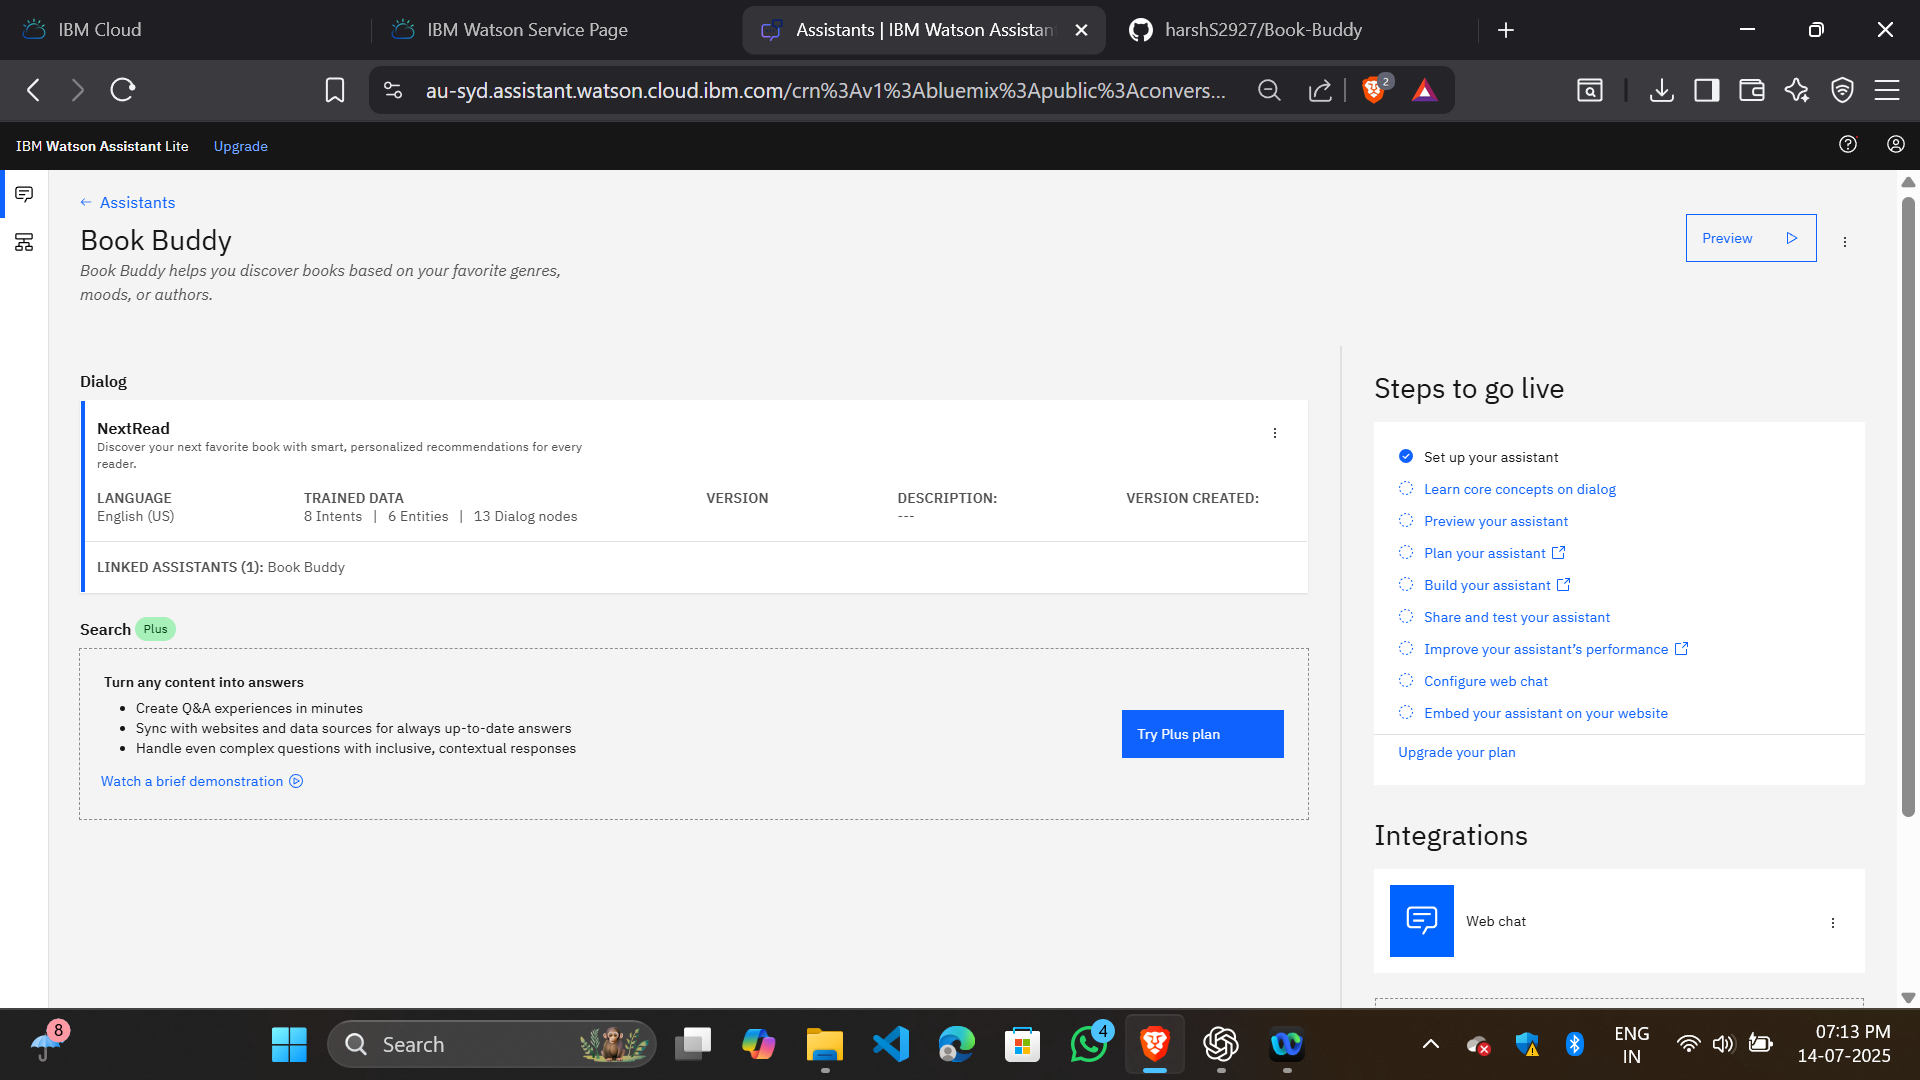 IBM Cloud
IBM Watson Service Page
Assistants | IBM Watson Assistan
harshS2927/Book-Buddy
au-syd.assistant.watson.cloud.ibm.com/crn%3Av1%3Abluemix%3Apublic%3Aconvers...
2
IBM Watson Assistant Lite
Upgrade
Assistants
Book Buddy
Book Buddy helps you discover books based on your favorite genres,
moods, or authors.
Preview
Dialog
NextRead
Discover your next favorite book with smart, personalized recommendations for every
reader.
LANGUAGE
English (US)
TRAINED DATA
8 Intents | 6 Entities | 13 Dialog nodes
VERSION
DESCRIPTION:
---
VERSION CREATED:
LINKED ASSISTANTS (1): Book Buddy
Search Plus
Turn any content into answers
• Create Q&A experiences in minutes
• Sync with websites and data sources for always up-to-date answers
• Handle even complex questions with inclusive, contextual responses
Watch a brief demonstration
Try Plus plan
Steps to go live
Set up your assistant
Learn core concepts on dialog
Preview your assistant
Plan your assistant
Build your assistant
Share and test your assistant
Improve your assistant's performance
Configure web chat
Embed your assistant on your website
Upgrade your plan
Integrations
Web chat
8
Search
4
ENG
IN
07:13 PM
14-07-2025